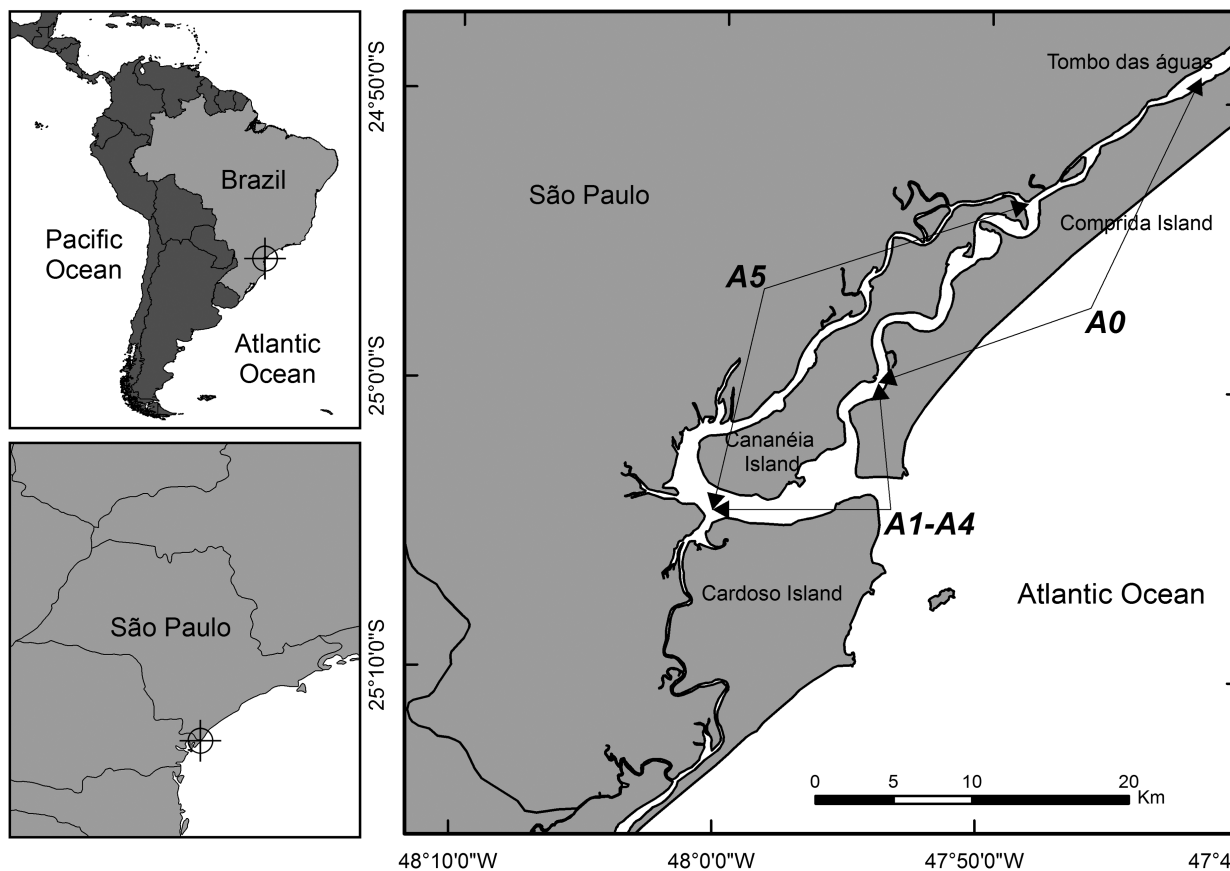 Brazil
Pacific
Ocean
Atlantic
Ocean
São Paulo
24°50'0"S
25°0'0"S
25°10'0"S
Tombo das águas
São Paulo
Comprida Island
A5
A0
Cananéia
Island
A1-A4
Cardoso Island
Atlantic Ocean
0 5 10 20
Km
48°10'0"W 48°0'0"W 47°50'0"W 47°4